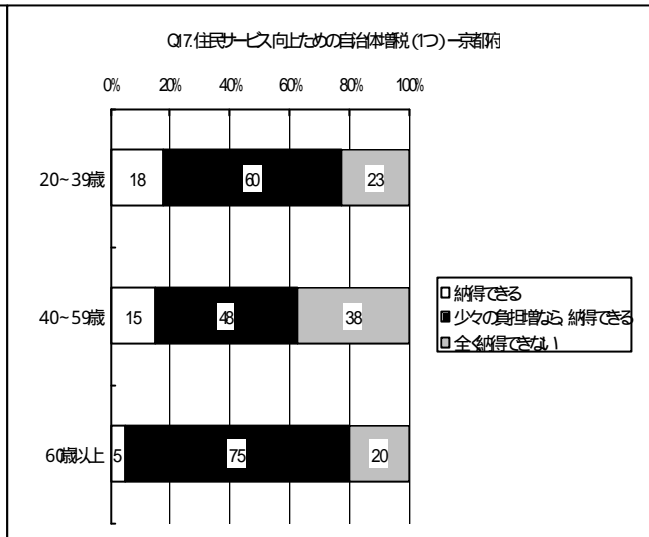 Q17.住民サービス向上ための自治体増税(1つ)ー京都府
0% 20% 40% 60% 80% 100%
20~39歳 18 60 23
40~59歳 15 48 38
60歳以上 5 75 20
納得できる
少々の負担増なら,納得できる
全く納得できない